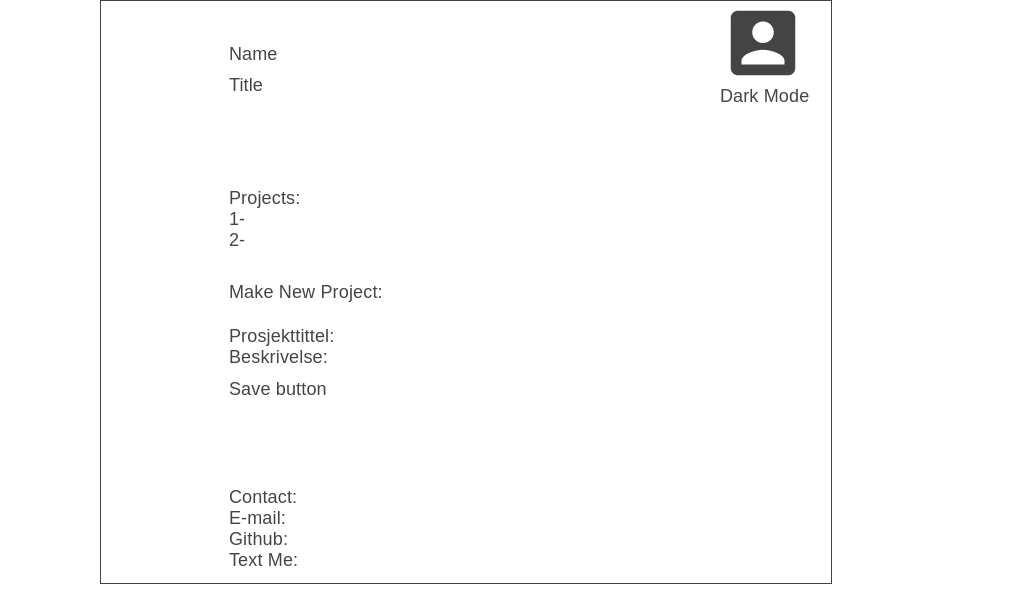 Name
Title
Dark Mode
Projects:
1-
2-
Make New Project:
Prosjekttittel:
Beskrivelse:
Save button
Contact:
E-mail:
Github:
Text Me: